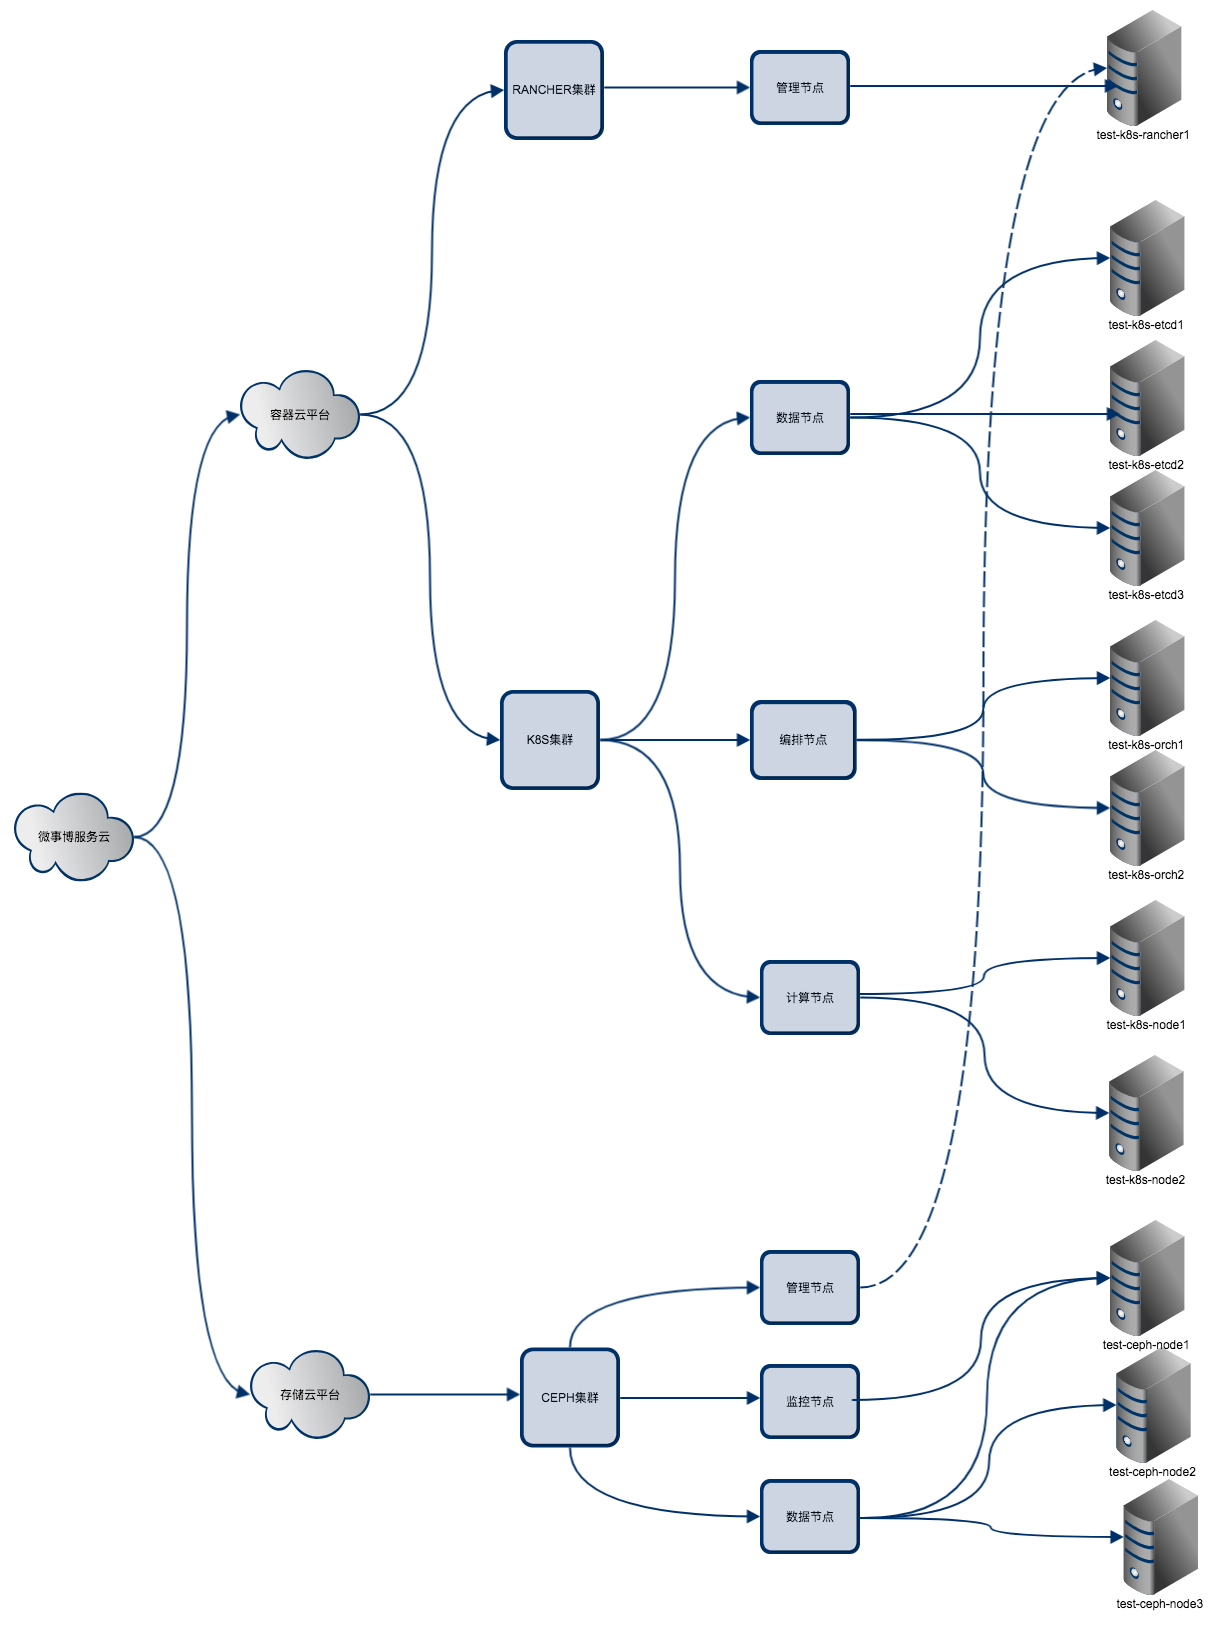 RANCHER集群
管理节点
test-k8s-rancher1
test-k8s-etcd1
容器云平台
数据节点
test-k8s-etcd2
test-k8s-etcd3
K8S集群
编排节点
test-k8s-orch1
微事博服务云
test-k8s-orch2
计算节点
test-k8s-node1
test-k8s-node2
管理节点
test-ceph-node1
存储云平台
CEPH集群
监控节点
test-ceph-node2
数据节点
test-ceph-node3